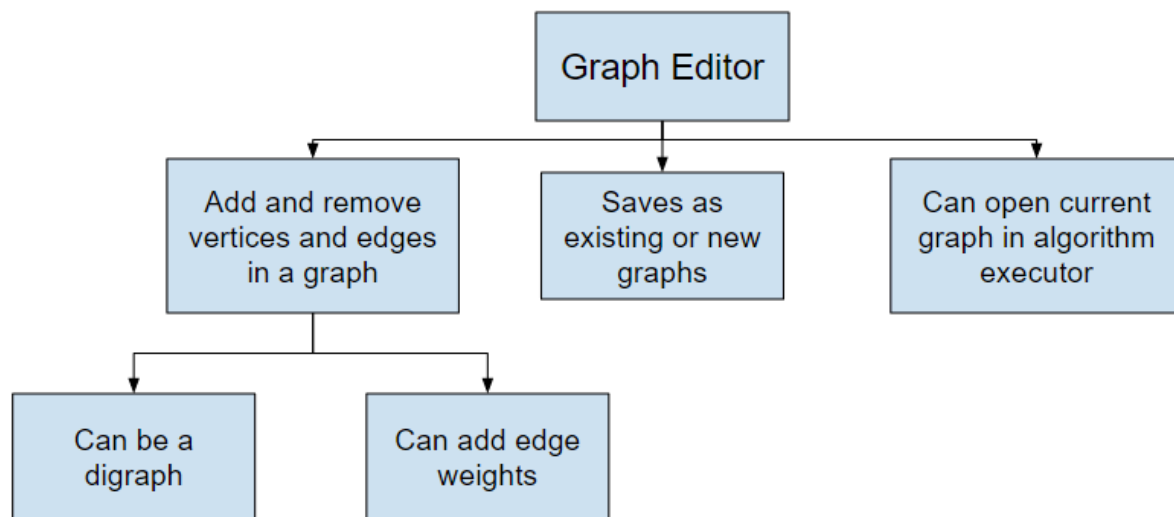 Graph Editor
Add and remove
vertices and edges
in a graph
Saves as
existing or new
graphs
Can open current
graph in algorithm
executor
Can be a
digraph
Can add edge
weights